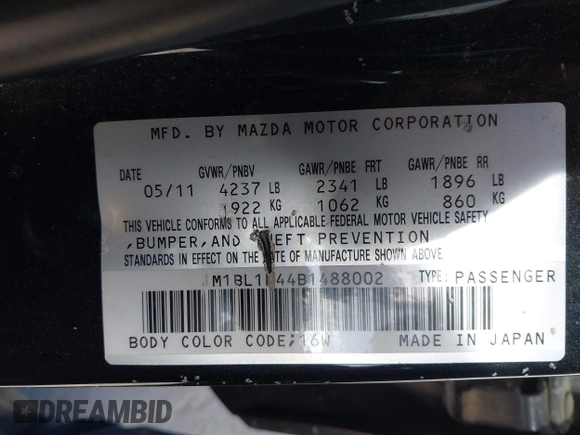 MFD. BY MAZDA MOTOR CORPORATION
DATE GVWR/PNBV GAWR/PNBE FRT GAWR/PNBE RR
05/11 4237 LB 2341 LB 1896 LB
1922 KG 1062 KG 860 KG
THIS VEHICLE CONFORMS TO ALL APPLICABLE FEDERAL MOTOR VEHICLE SAFETY
,BUMPER,AND THEFT PREVENTION
STANDARDS IN EFFECT ON THE DATE OF MANUFACTURE SHOWN ABOVE.
TYPE: PASSENGER
BODY COLOR CODE: 16W MADE IN JAPAN
DREAMBID